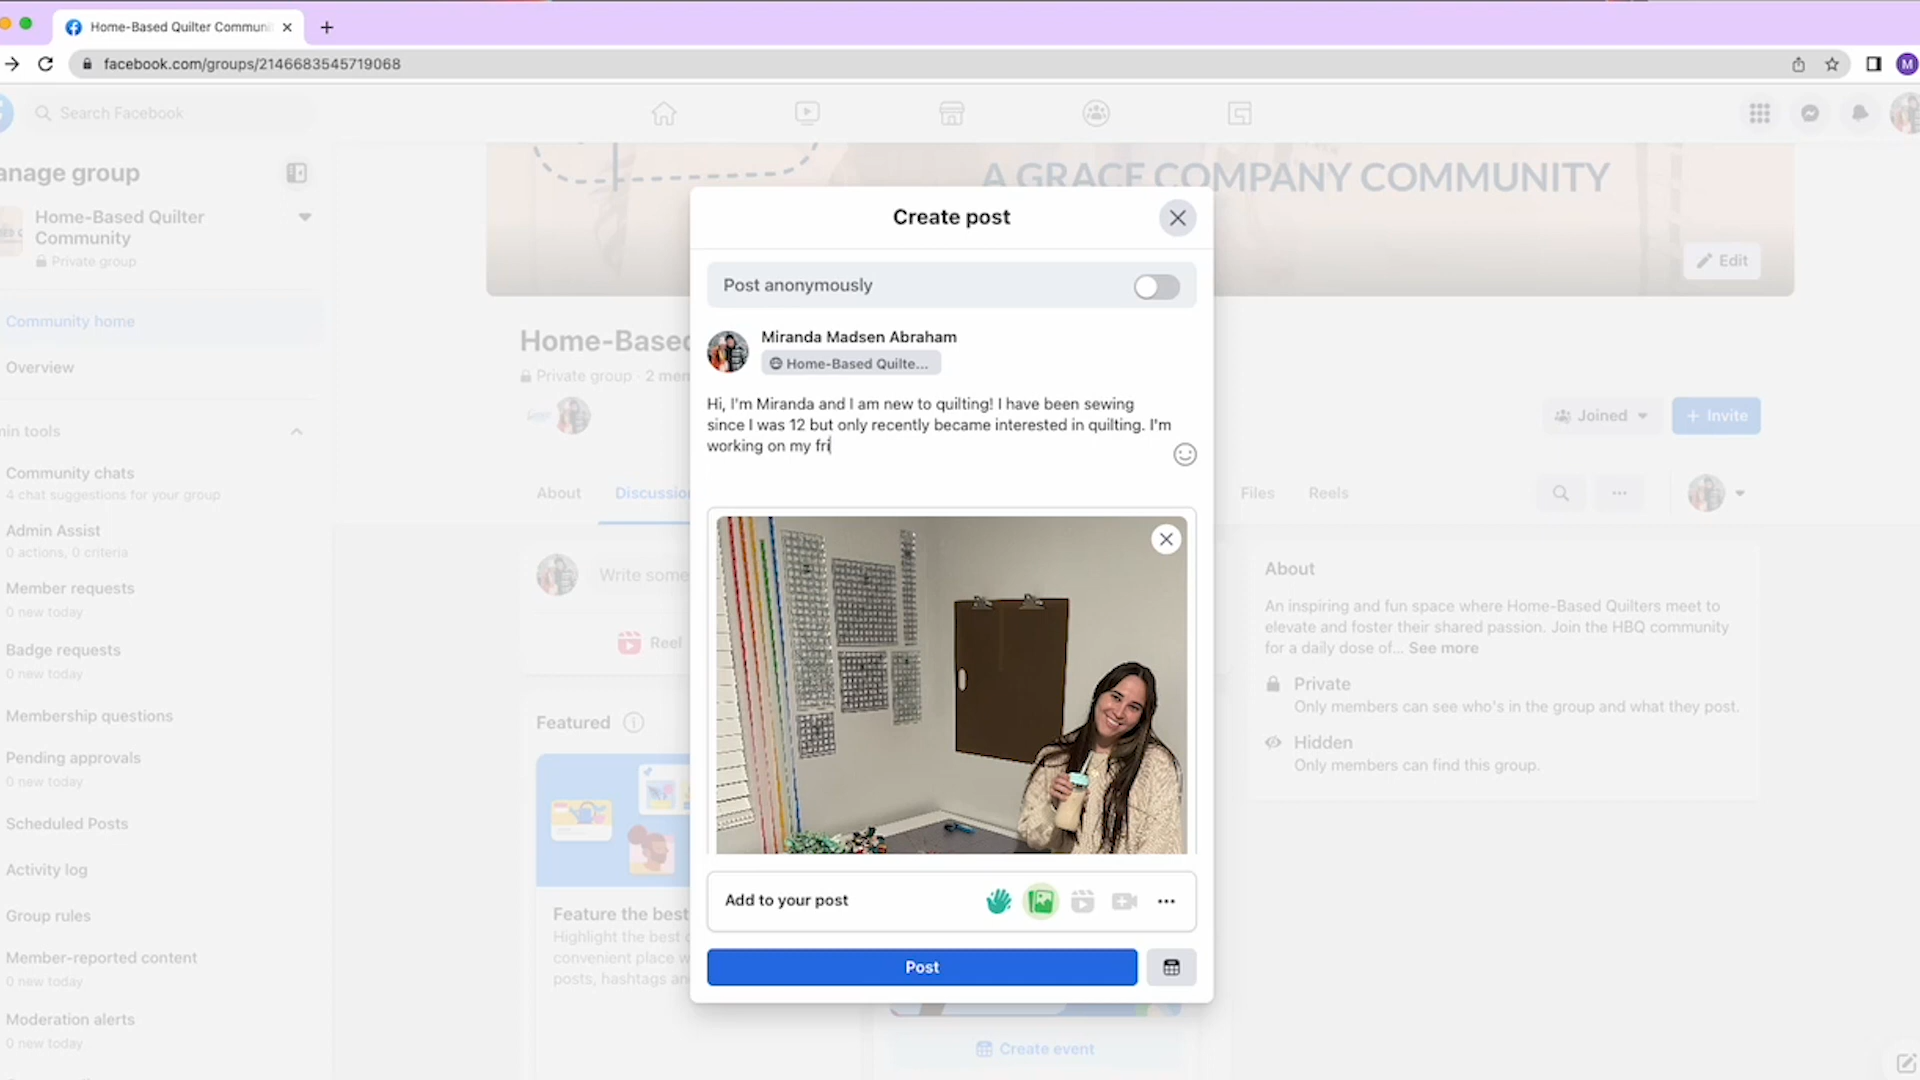 Home-Based Quilter Communi
facebook.com/groups/2146683545719068
M
Search Facebook
anage group
Home-Based Quilter
Community
Private group
Community home
Overview
min tools
Community chats
4 chat suggestions for your group
Admin Assist
0 actions, 0 criteria
Member requests
0 new today
Badge requests
0 new today
Membership questions
Pending approvals
0 new today
Scheduled Posts
Activity log
Group rules
Member-reported content
0 new today
Moderation alerts
0 new today
A GRACE COMPANY COMMUNITY
Edit
Home-Based
Private group · 2 mem
Joined
+ Invite
About
Discussion
Files
Reels
Write some
Reel
Featured
Feature the best
Highlight the best
convenient place w
posts, hashtags an
Create post
Post anonymously
Miranda Madsen Abraham
Home-Based Quilte...
Hi, I'm Miranda and I am new to quilting! I have been sewing
since I was 12 but only recently became interested in quilting. I'm
working on my fri
Add to your post
Post
Create event
About
An inspiring and fun space where Home-Based Quilters meet to
elevate and foster their shared passion. Join the HBQ community
for a daily dose of... See more
Private
Only members can see who's in the group and what they post.
Hidden
Only members can find this group.